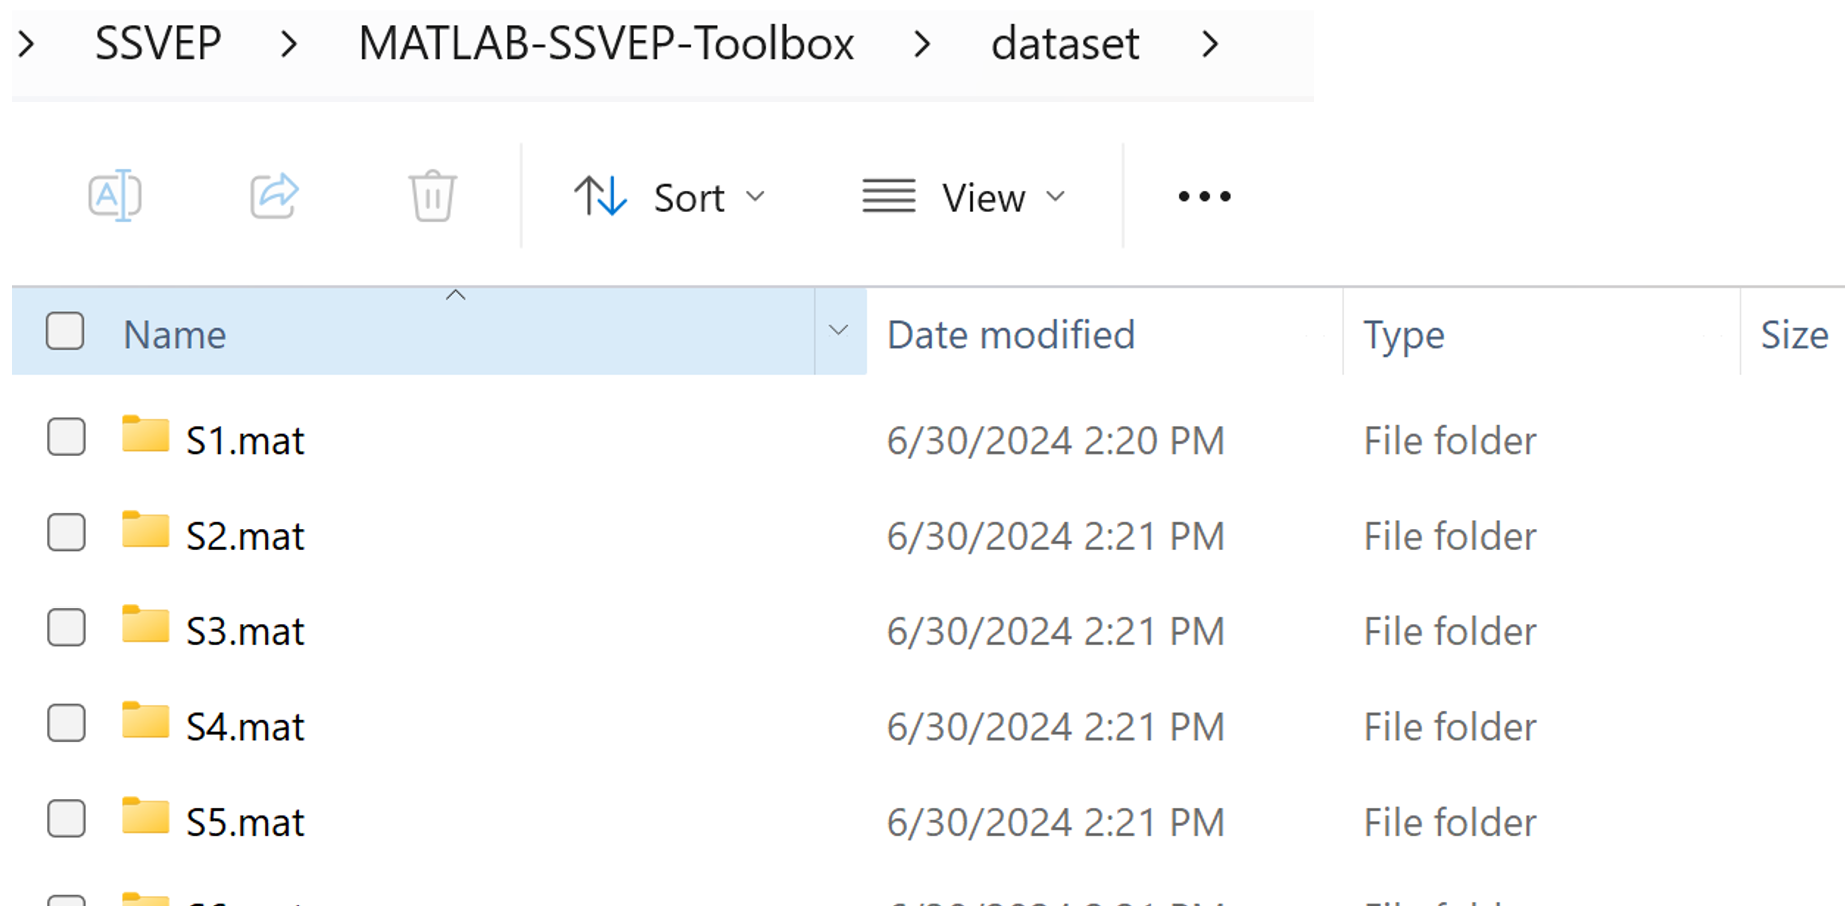 > SSVEP > MATLAB-SSVEP-Toolbox > dataset >
Sort View
Name Date modified Type Size
S1.mat 6/30/2024 2:20 PM File folder
S2.mat 6/30/2024 2:21 PM File folder
S3.mat 6/30/2024 2:21 PM File folder
S4.mat 6/30/2024 2:21 PM File folder
S5.mat 6/30/2024 2:21 PM File folder